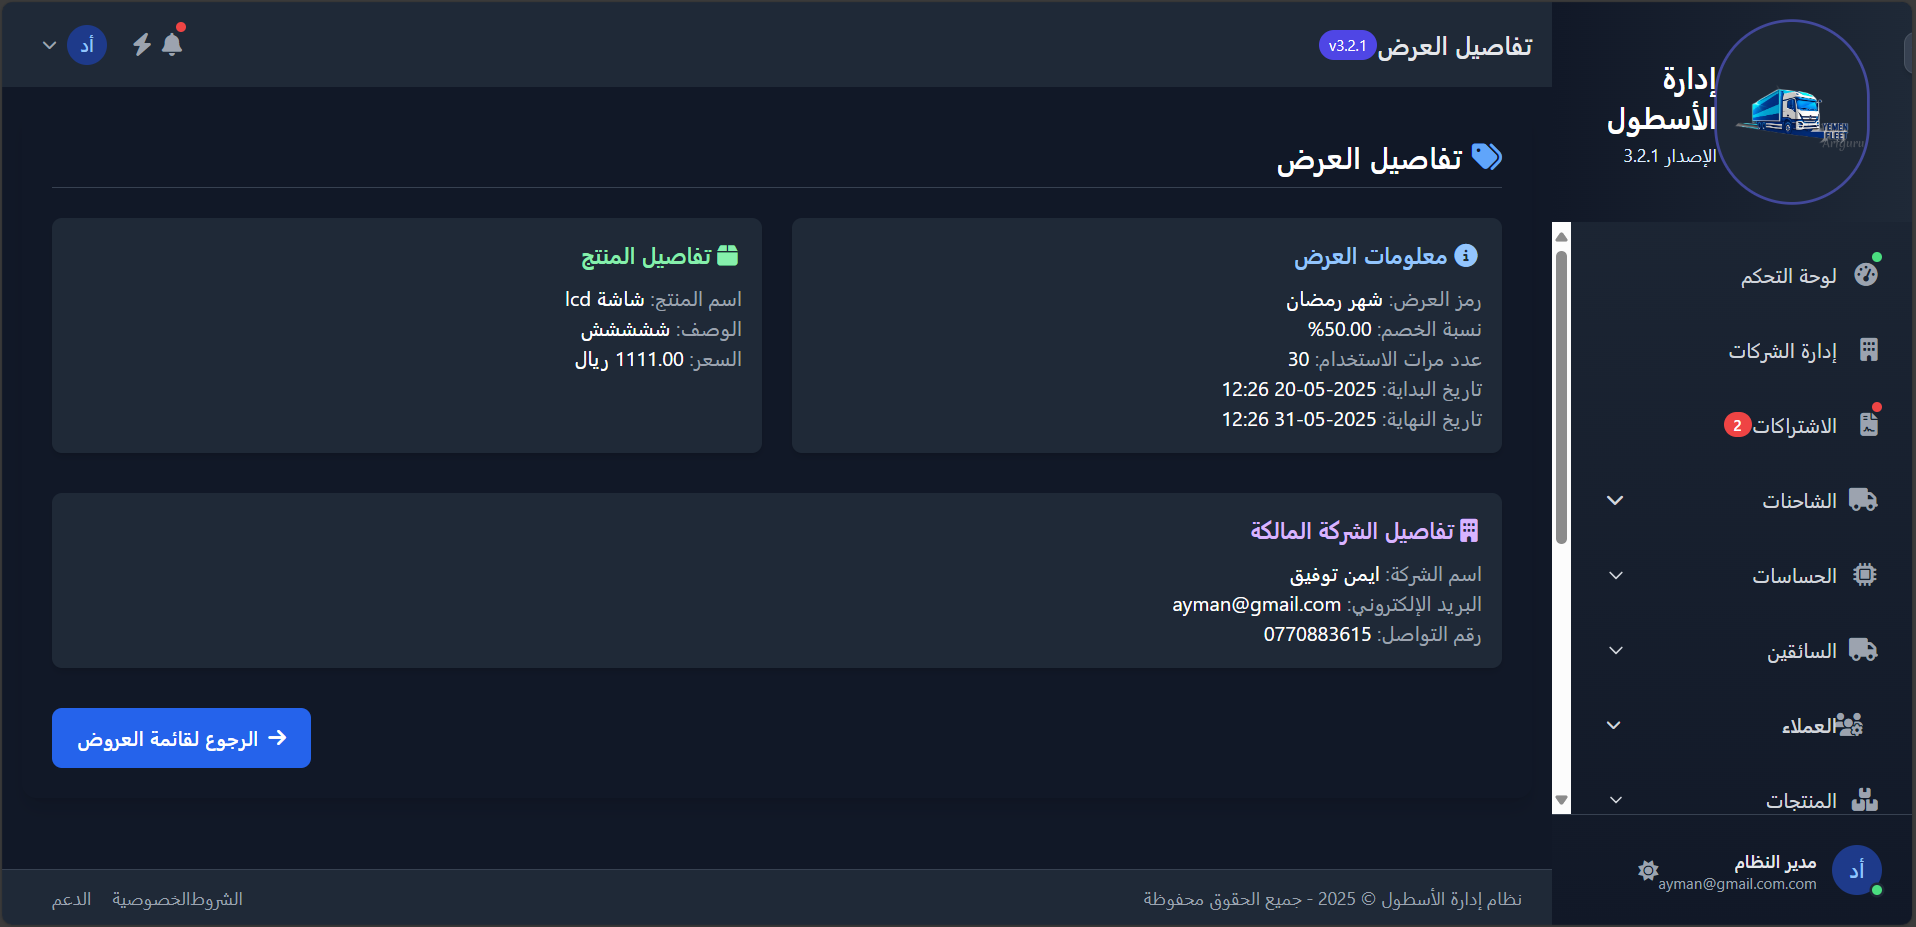 إدارة
الأسطول
الإصدار 3.2.1
YEMEN
FLEET
Artguru
لوحة التحكم
إدارة الشركات
الاشتراكات 2
الشاحنات
الحساسات
السائقين
العملاء
المنتجات
أد
مدير النظام
ayman@gmail.com.com
تفاصيل العرض v3.2.1
أد
تفاصيل العرض
معلومات العرض
رمز العرض: شهر رمضان
نسبة الخصم: 50.00%
عدد مرات الاستخدام: 30
تاريخ البداية: 2025-05-20 12:26
تاريخ النهاية: 2025-05-31 12:26
تفاصيل المنتج
اسم المنتج: شاشة lcd
الوصف: شششششش
السعر: 1111.00 ريال
تفاصيل الشركة المالكة
اسم الشركة: ايمن توفيق
البريد الإلكتروني: ayman@gmail.com
رقم التواصل: 0770883615
الرجوع لقائمة العروض
نظام إدارة الأسطول © 2025 - جميع الحقوق محفوظة
الشروطالخصوصية الدعم